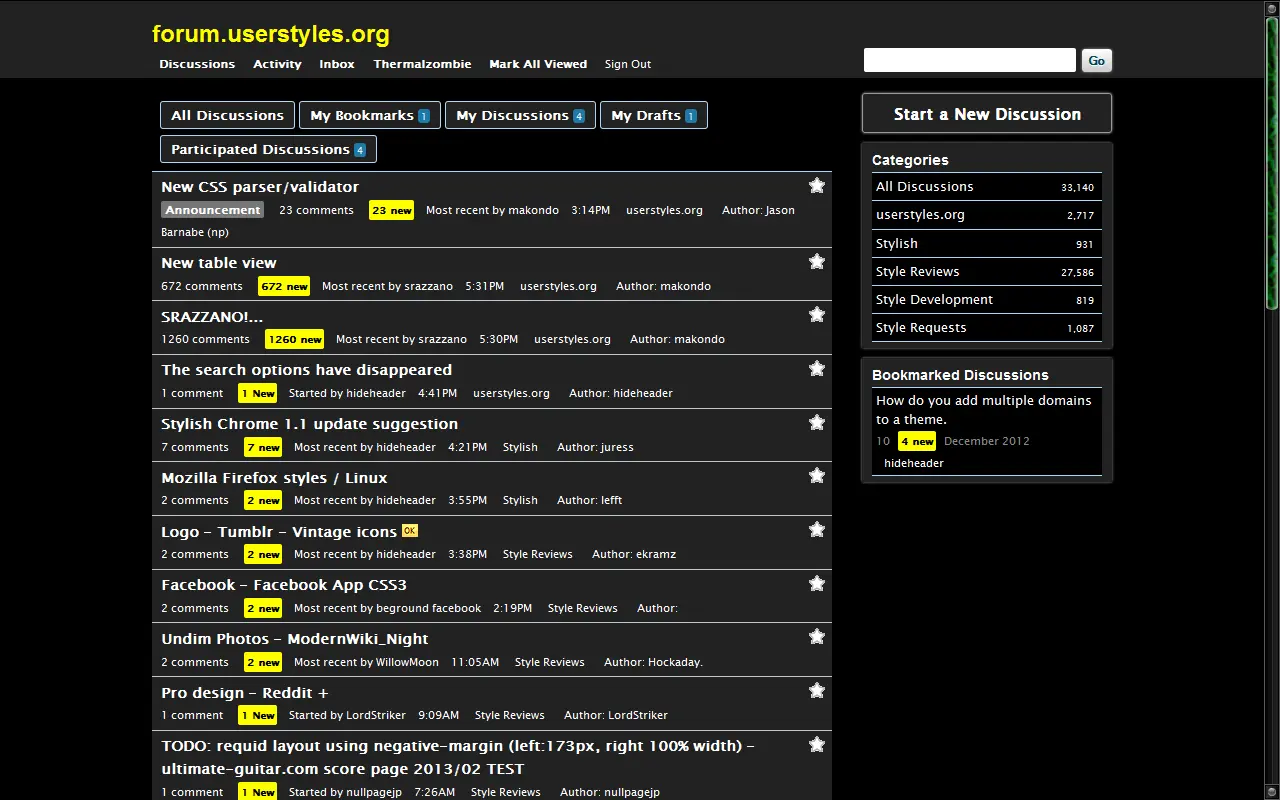 forum.userstyles.org
Discussions Activity Inbox Thermalzombie Mark All Viewed Sign Out
Go
All Discussions My Bookmarks 1 My Discussions 4 My Drafts 1
Participated Discussions 4
New CSS parser/validator
Announcement 23 comments 23 new Most recent by makondo 3:14PM userstyles.org Author: Jason
Barnabe (np)
New table view
672 comments 672 new Most recent by srazzano 5:31PM userstyles.org Author: makondo
SRAZZANO!...
1260 comments 1260 new Most recent by srazzano 5:30PM userstyles.org Author: makondo
The search options have disappeared
1 comment 1 New Started by hideheader 4:41PM userstyles.org Author: hideheader
Stylish Chrome 1.1 update suggestion
7 comments 7 new Most recent by hideheader 4:21PM Stylish Author: juress
Mozilla Firefox styles / Linux
2 comments 2 new Most recent by hideheader 3:55PM Stylish Author: lefft
Logo - Tumblr - Vintage icons OK
2 comments 2 new Most recent by hideheader 3:38PM Style Reviews Author: ekramz
Facebook - Facebook App CSS3
2 comments 2 new Most recent by beground facebook 2:19PM Style Reviews Author:
Undim Photos - ModernWiki_Night
2 comments 2 new Most recent by WillowMoon 11:05AM Style Reviews Author: Hockaday.
Pro design - Reddit +
1 comment 1 New Started by LordStriker 9:09AM Style Reviews Author: LordStriker
TODO: requid layout using negative-margin (left:173px, right 100% width) -
ultimate-guitar.com score page 2013/02 TEST
1 comment 1 New Started by nullpagejp 7:26AM Style Reviews Author: nullpagejp
Start a New Discussion
Categories
All Discussions 33,140
userstyles.org 2,717
Stylish 931
Style Reviews 27,586
Style Development 819
Style Requests 1,087
Bookmarked Discussions
How do you add multiple domains
to a theme.
10 4 new December 2012
hideheader